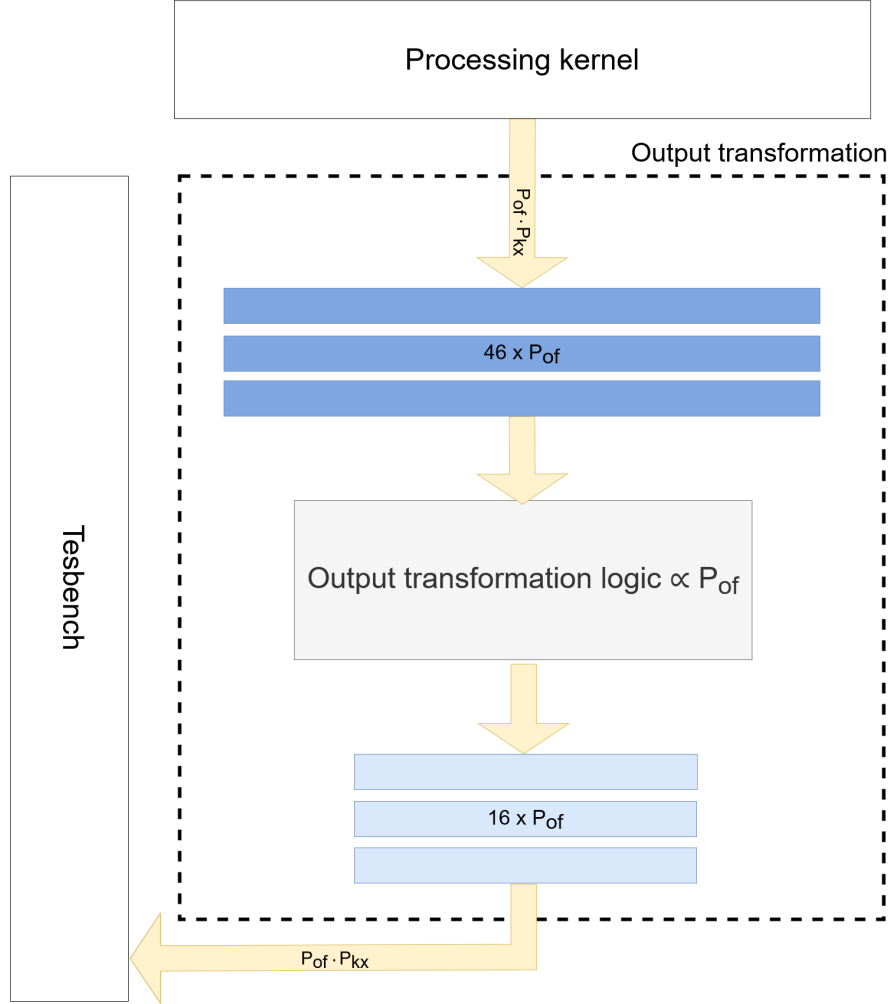 Processing kernel
Output transformation
Pof · Pkx
46 x Pof
Tesbench
Output transformation logic ∝ Pof
16 x Pof
Pof · Pkx